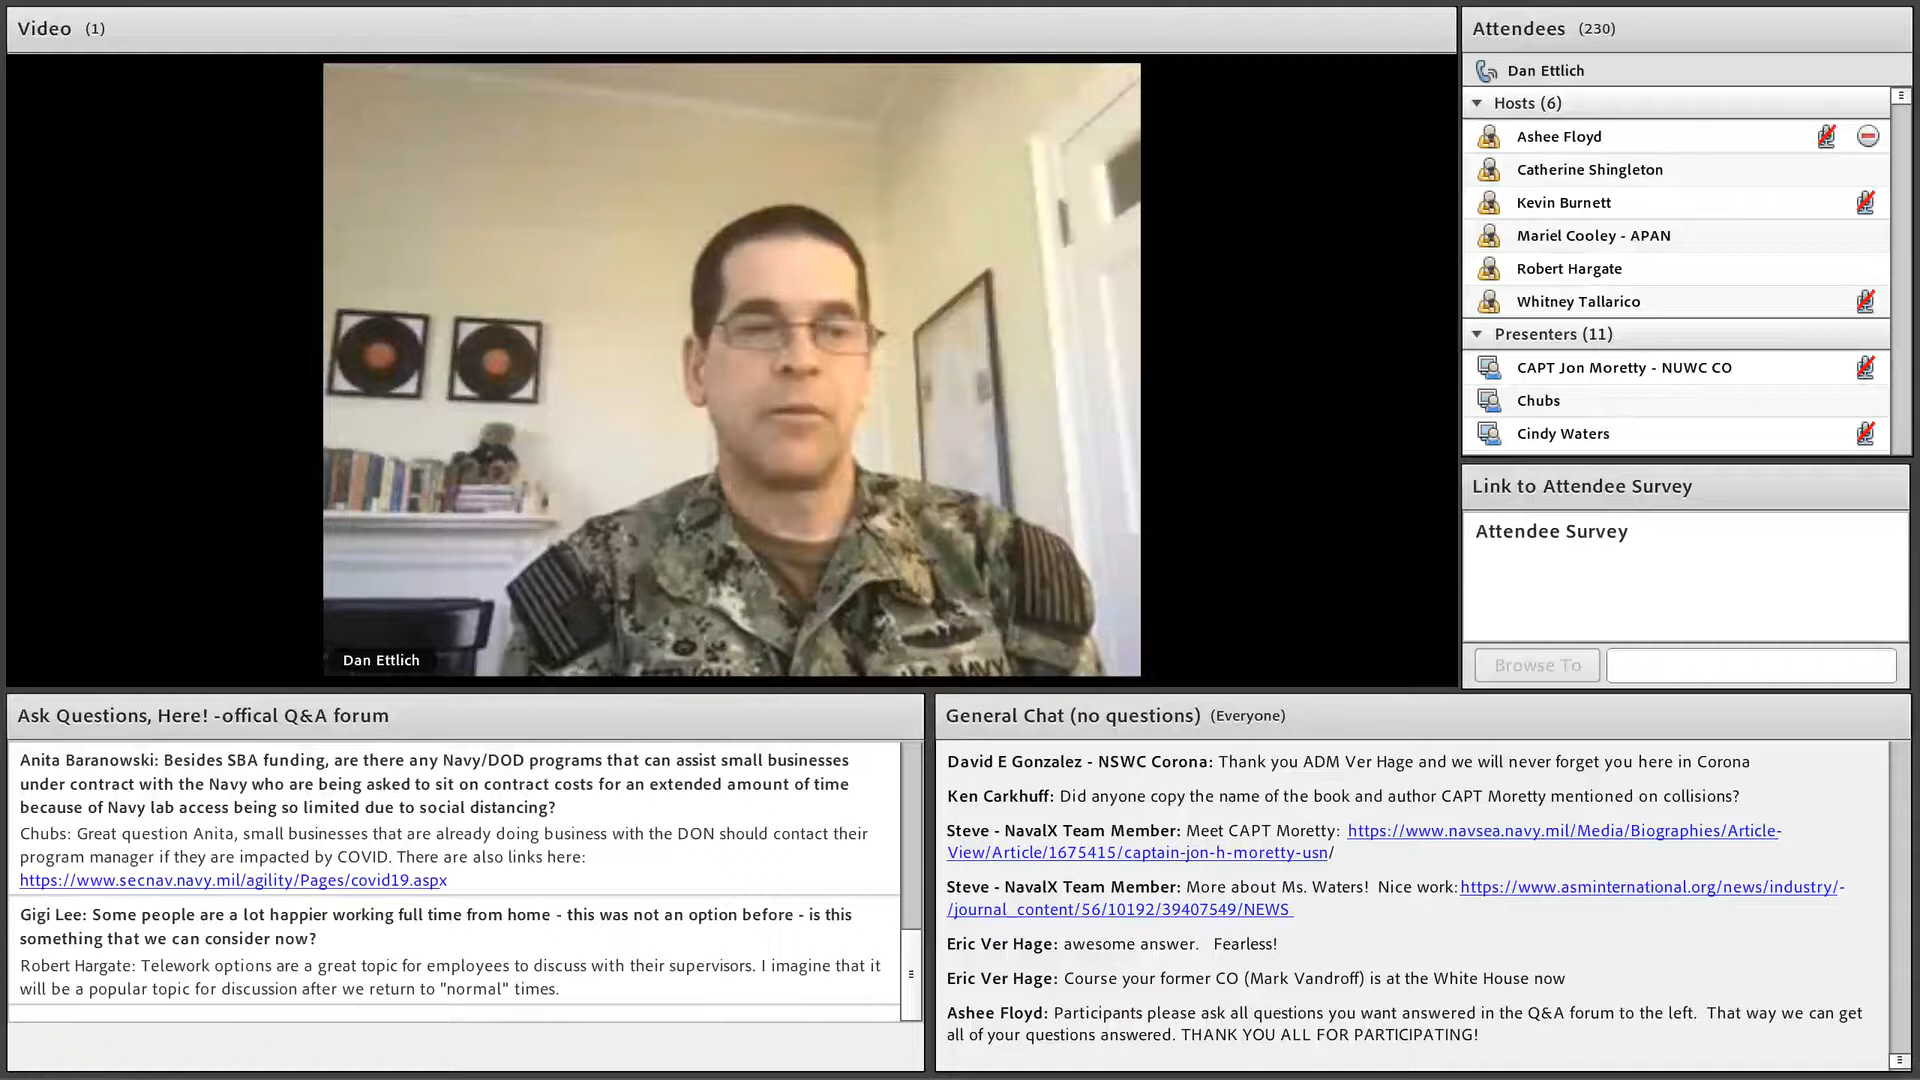 Video (1)
Dan Ettlich
U.S. NAVY
Attendees (230)
Dan Ettlich
Hosts (6)
Ashee Floyd
Catherine Shingleton
Kevin Burnett
Mariel Cooley - APAN
Robert Hargate
Whitney Tallarico
Presenters (11)
CAPT Jon Moretty - NUWC CO
Chubs
Cindy Waters
Link to Attendee Survey
Attendee Survey
Browse To
Ask Questions, Here! -offical Q&A forum
Anita Baranowski: Besides SBA funding, are there any Navy/DOD programs that can assist small businesses
under contract with the Navy who are being asked to sit on contract costs for an extended amount of time
because of Navy lab access being so limited due to social distancing?
Chubs: Great question Anita, small businesses that are already doing business with the DON should contact their
program manager if they are impacted by COVID. There are also links here:
https://www.secnav.navy.mil/agility/Pages/covid19.aspx
Gigi Lee: Some people are a lot happier working full time from home - this was not an option before - is this
something that we can consider now?
Robert Hargate: Telework options are a great topic for employees to discuss with their supervisors. I imagine that it
will be a popular topic for discussion after we return to "normal" times.
General Chat (no questions) (Everyone)
David E Gonzalez - NSWC Corona: Thank you ADM Ver Hage and we will never forget you here in Corona
Ken Carkhuff: Did anyone copy the name of the book and author CAPT Moretty mentioned on collisions?
Steve - NavalX Team Member: Meet CAPT Moretty: https://www.navsea.navy.mil/Media/Biographies/Article-
View/Article/1675415/captain-jon-h-moretty-usn/
Steve - NavalX Team Member: More about Ms. Waters! Nice work:https://www.asminternational.org/news/industry/-
/journal_content/56/10192/39407549/NEWS
Eric Ver Hage: awesome answer. Fearless!
Eric Ver Hage: Course your former CO (Mark Vandroff) is at the White House now
Ashee Floyd: Participants please ask all questions you want answered in the Q&A forum to the left. That way we can get
all of your questions answered. THANK YOU ALL FOR PARTICIPATING!